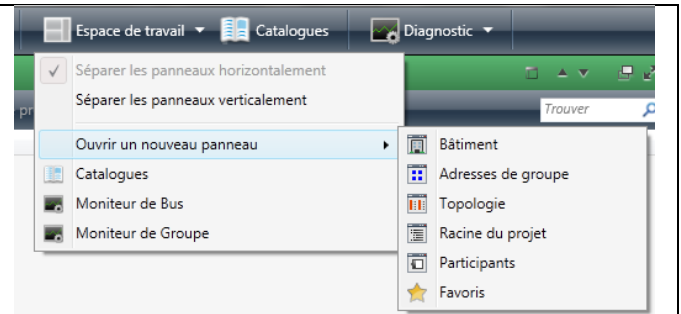 Espace de travail Catalogues Diagnostic
Séparer les panneaux horizontalement
Séparer les panneaux verticalement
pr
Trouver
Ouvrir un nouveau panneau
Catalogues
Moniteur de Bus
Moniteur de Groupe
Bâtiment
Adresses de groupe
Topologie
Racine du projet
Participants
Favoris